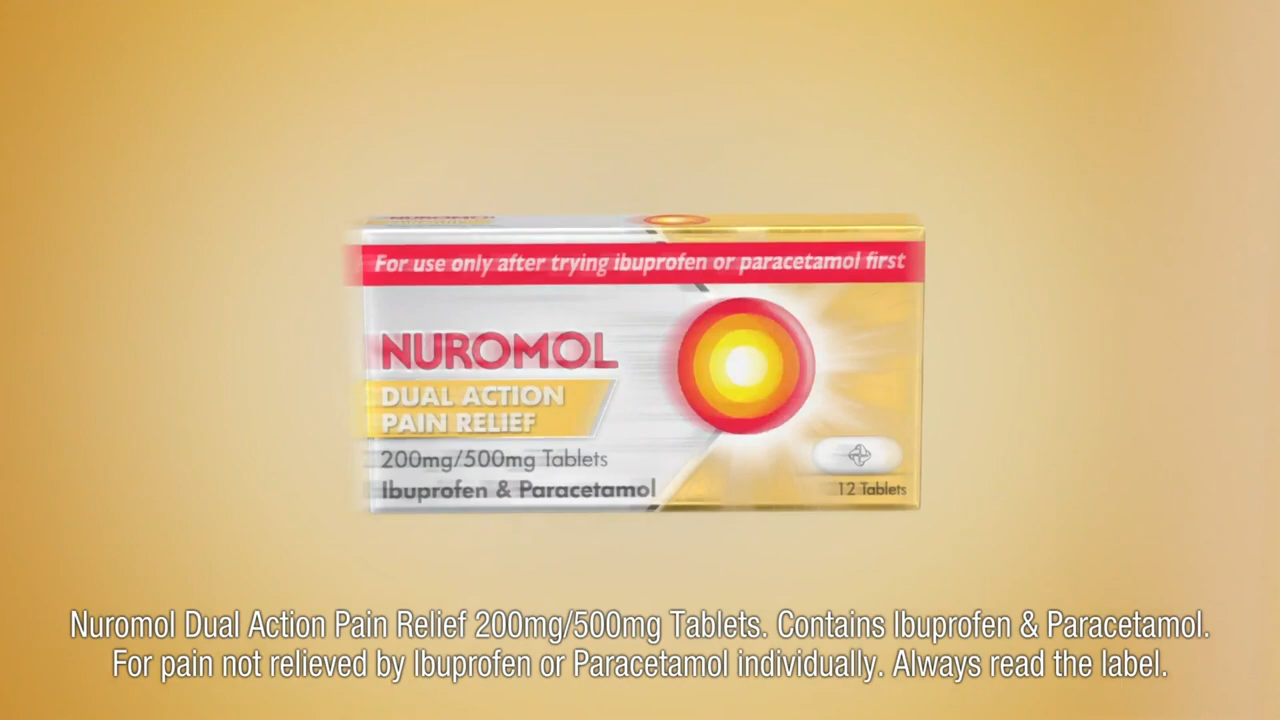 For use only after trying ibuprofen or paracetamol first
NUROMOL
DUAL ACTION
PAIN RELIEF
200mg/500mg Tablets
Ibuprofen & Paracetamol
12 Tablets
Nuromol Dual Action Pain Relief 200mg/500mg Tablets. Contains Ibuprofen & Paracetamol.
For pain not relieved by Ibuprofen or Paracetamol individually. Always read the label.